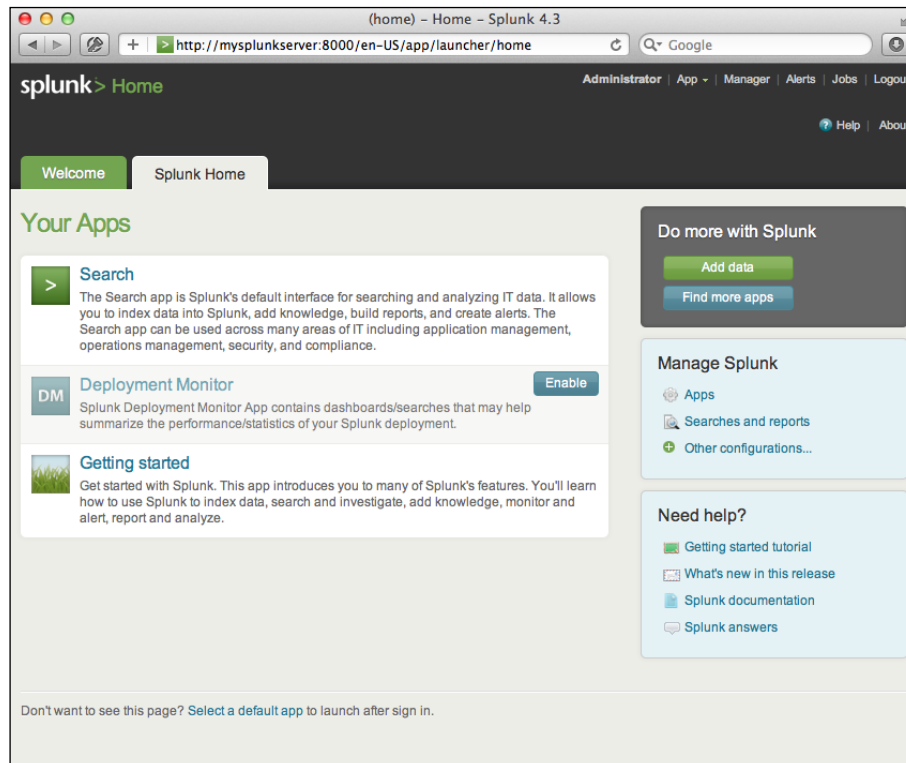 (home) – Home – Splunk 4.3
http://mysplunkserver:8000/en-US/app/launcher/home
Google
splunk> Home
Administrator | App | Manager | Alerts | Jobs | Logou
Help | Abou
Welcome
Splunk Home
Your Apps
Search
The Search app is Splunk's default interface for searching and analyzing IT data. It allows
you to index data into Splunk, add knowledge, build reports, and create alerts. The
Search app can be used across many areas of IT including application management,
operations management, security, and compliance.
DM
Deployment Monitor
Enable
Splunk Deployment Monitor App contains dashboards/searches that may help
summarize the performance/statistics of your Splunk deployment.
Getting started
Get started with Splunk. This app introduces you to many of Splunk's features. You'll learn
how to use Splunk to index data, search and investigate, add knowledge, monitor and
alert, report and analyze.
Do more with Splunk
Add data
Find more apps
Manage Splunk
Apps
Searches and reports
Other configurations...
Need help?
Getting started tutorial
What's new in this release
Splunk documentation
Splunk answers
Don't want to see this page? Select a default app to launch after sign in.